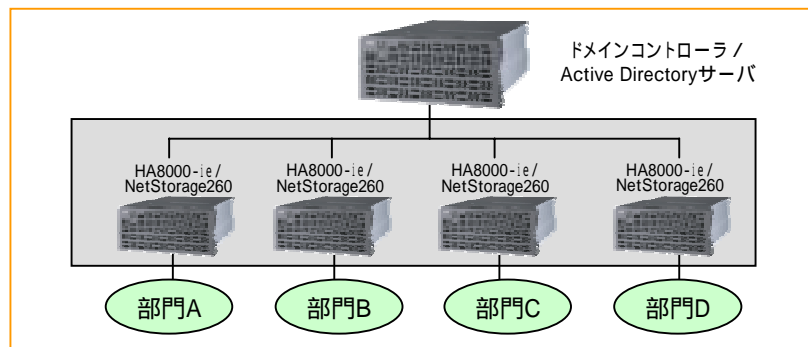 ドメインコントローラ /
Active Directoryサーバ
HA8000-ie /
NetStorage260
HA8000-ie /
NetStorage260
HA8000-ie /
NetStorage260
HA8000-ie /
NetStorage260
部門A
部門B
部門C
部門D